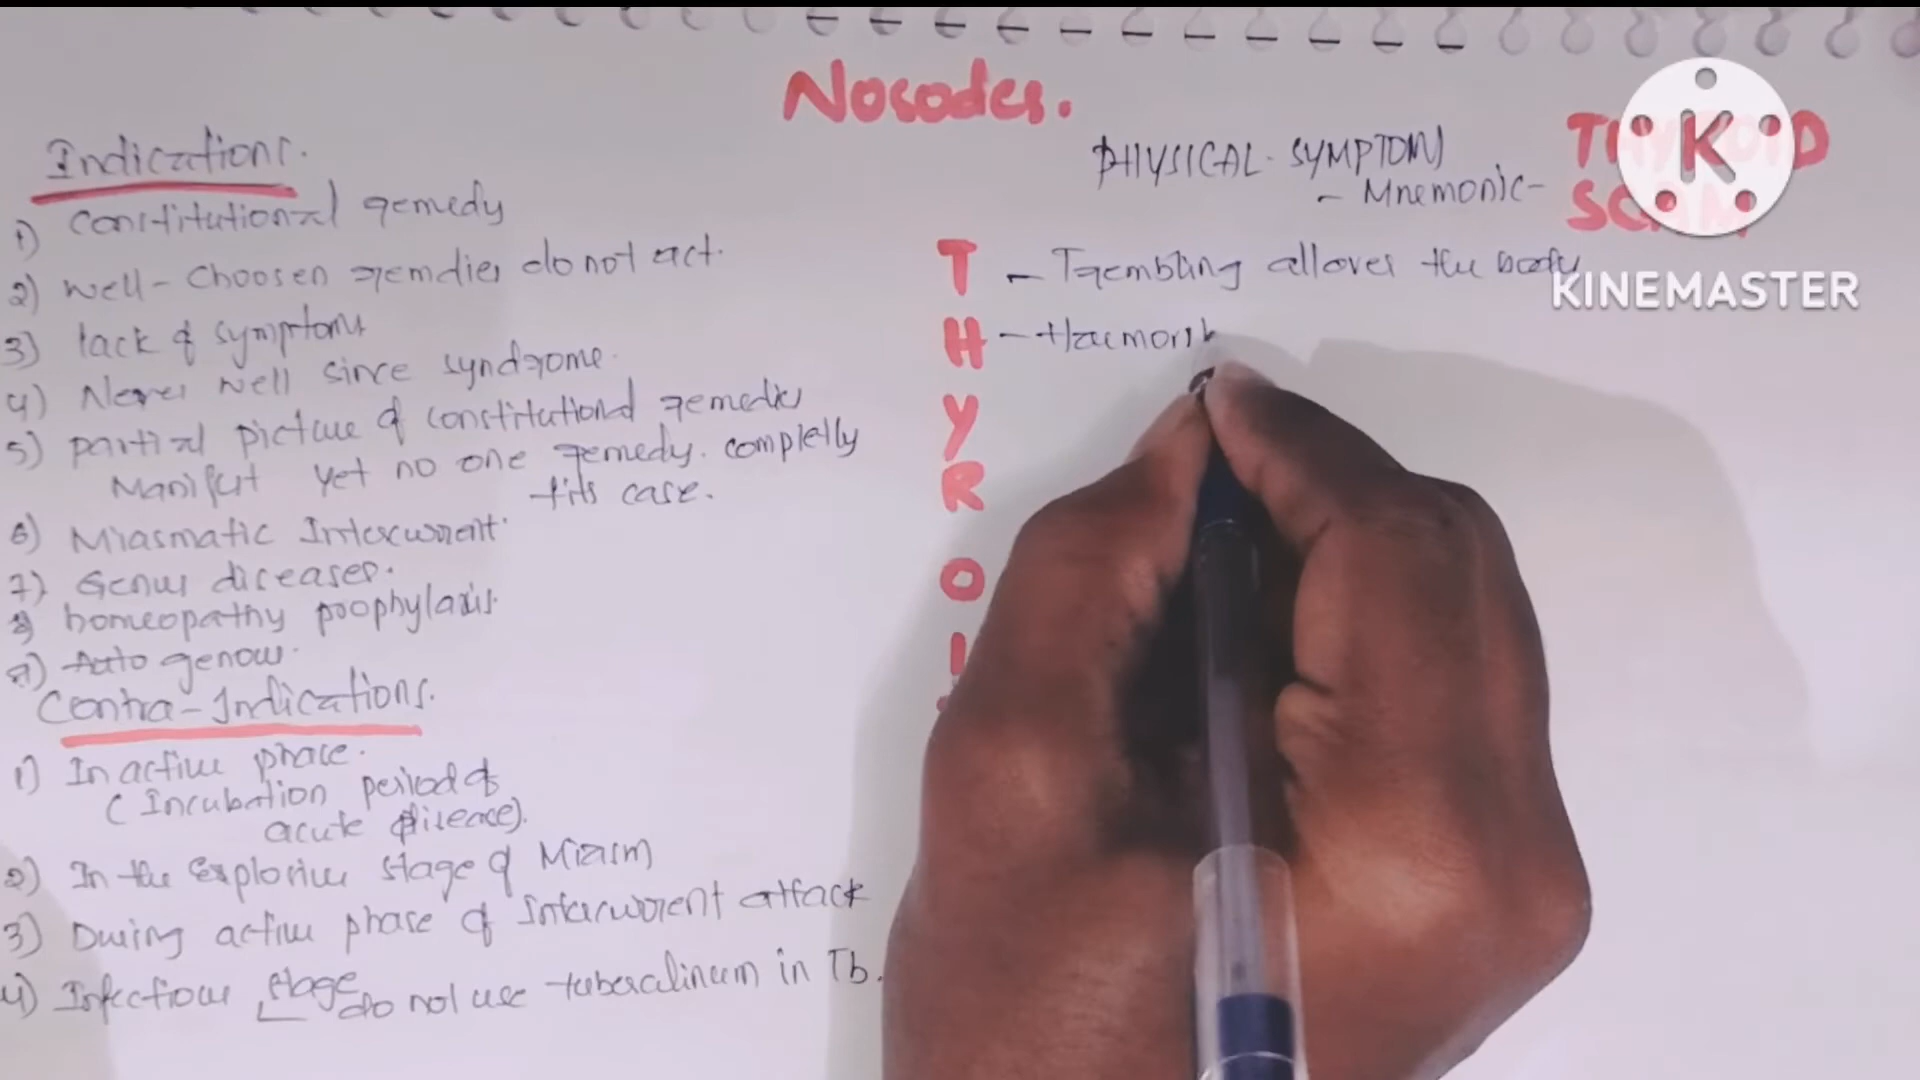 Nosodes.
Indications.
1) Constitutional remedy
2) Well-Choosen remdies do not act.
3) lack of symptoms
4) Never Well since syndrome.
5) partial picture of constitutional remedies
Manifest yet no one remedy. completly
fits case.
6) Miasmatic Intercurrent.
7) Genus diseases.
8) homeopathy prophylaxis.
9) Auto genous.
Contra-Indications.
1) In active phase.
(Incubation period of
acute disease).
2) In the Explosive stage of Miasm
3) During active phase of Intercurrent attack
4) Infectious stage
do not use tuberculinum in Tb.
PHYSICAL SYMPTOMS
- Mnemonic-
T - Trembling allover the body
H - Haemorrh
Y
R
O
I
K
KINEMASTER